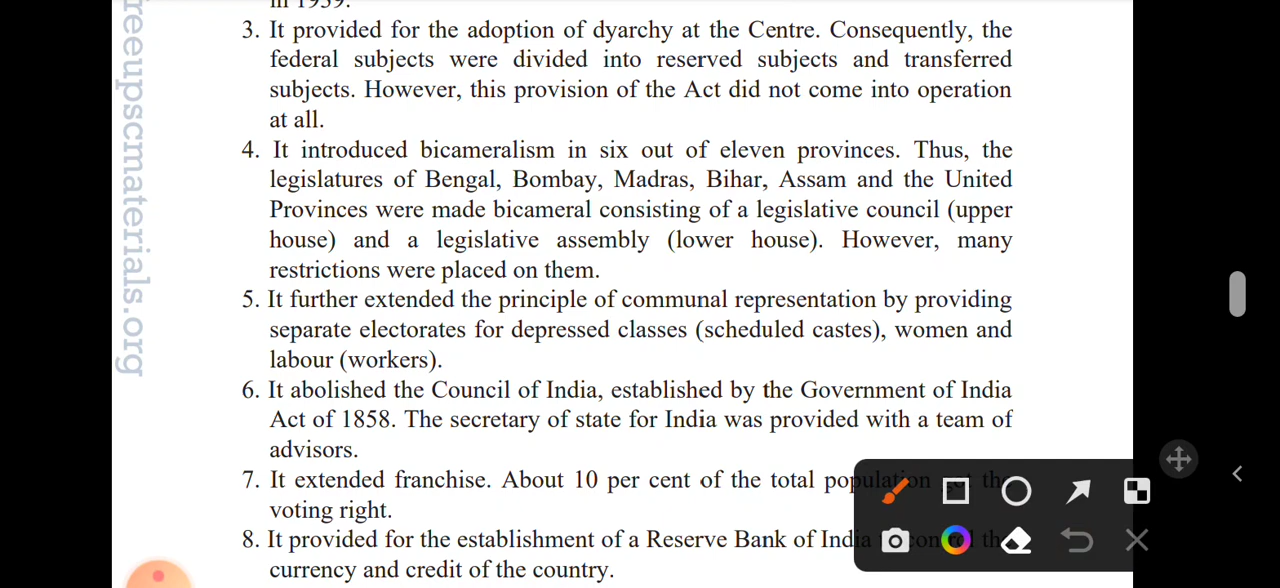 in 1939.
3. It provided for the adoption of dyarchy at the Centre. Consequently, the
federal subjects were divided into reserved subjects and transferred
subjects. However, this provision of the Act did not come into operation
at all.
4. It introduced bicameralism in six out of eleven provinces. Thus, the
legislatures of Bengal, Bombay, Madras, Bihar, Assam and the United
Provinces were made bicameral consisting of a legislative council (upper
house) and a legislative assembly (lower house). However, many
restrictions were placed on them.
5. It further extended the principle of communal representation by providing
separate electorates for depressed classes (scheduled castes), women and
labour (workers).
6. It abolished the Council of India, established by the Government of India
Act of 1858. The secretary of state for India was provided with a team of
advisors.
7. It extended franchise. About 10 per cent of the total population got the
voting right.
8. It provided for the establishment of a Reserve Bank of India to control the
currency and credit of the country.
reeupscmaterials.org